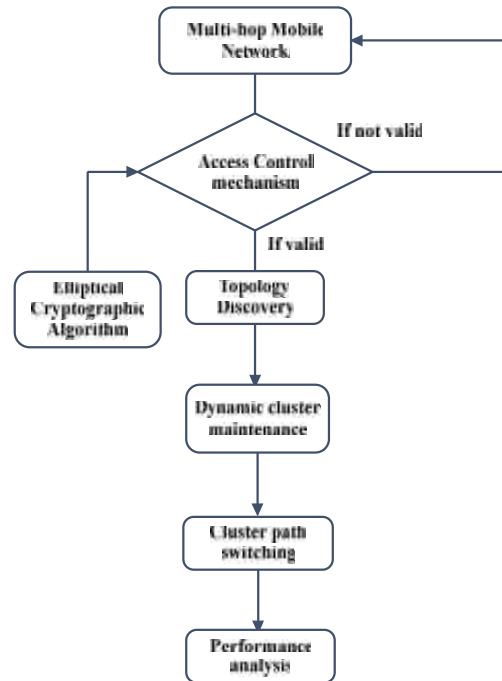 Multi-hop Mobile
Network
If not valid
Access Control
mechanism
If valid
Elliptical
Cryptographic
Algorithm
Topology
Discovery
Dynamic cluster
maintenance
Cluster path
switching
Performance
analysis